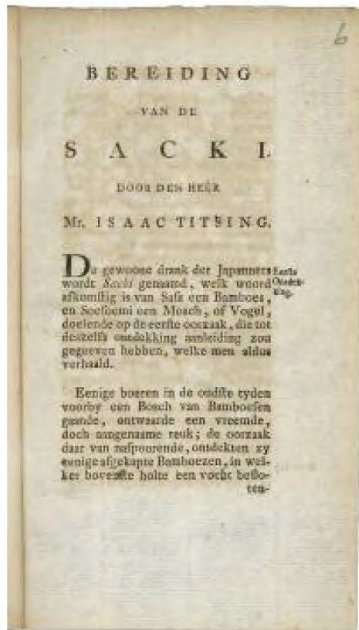 6
BEREIDING
VAN DE
SACKI.
DOOR DEN HEER
Mr. ISAAC TITSING.
De gewoone drank der Japanners
wordt Sacki genaamd, welk woord
afkomstig is van Sasa een Bamboes,
en Soesoemi een Mosch, of Vogel,
doelende op de eerste oorzaak, die tot
deszelfs ontdekking aanleiding zou
gegeeven hebben, welke men aldus
verhaald.
Eerste
Ontdek-
king.
Eenige boeren in de oudste tyden
voorby een Bosch van Bamboesen
gaande, ontwaarde een vreemde,
doch aangenaame reuk; de oorzaak
daar van naspourende, ontdekten zy
eenige afgekapte Bamboezen, in wel-
ker bovenste holte een vocht beslo-
ten-